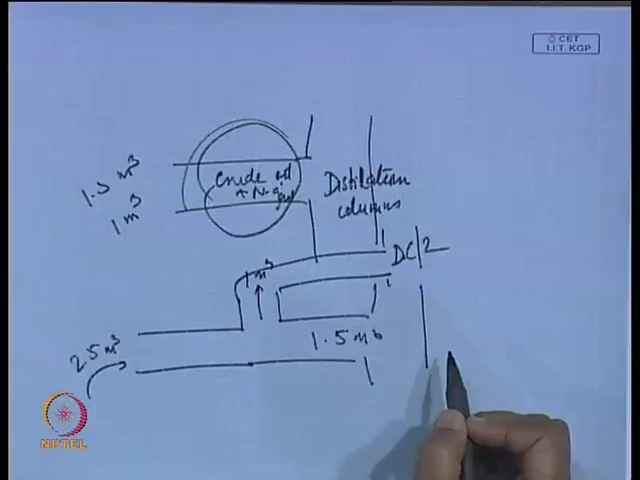 © CET
I.I.T. KGP
crude oil
+ N. gas
Distillation
columns
1.5 m³
1 m³
DC 2
1 m³
1.5 m³
2.5 m³
NPTEL